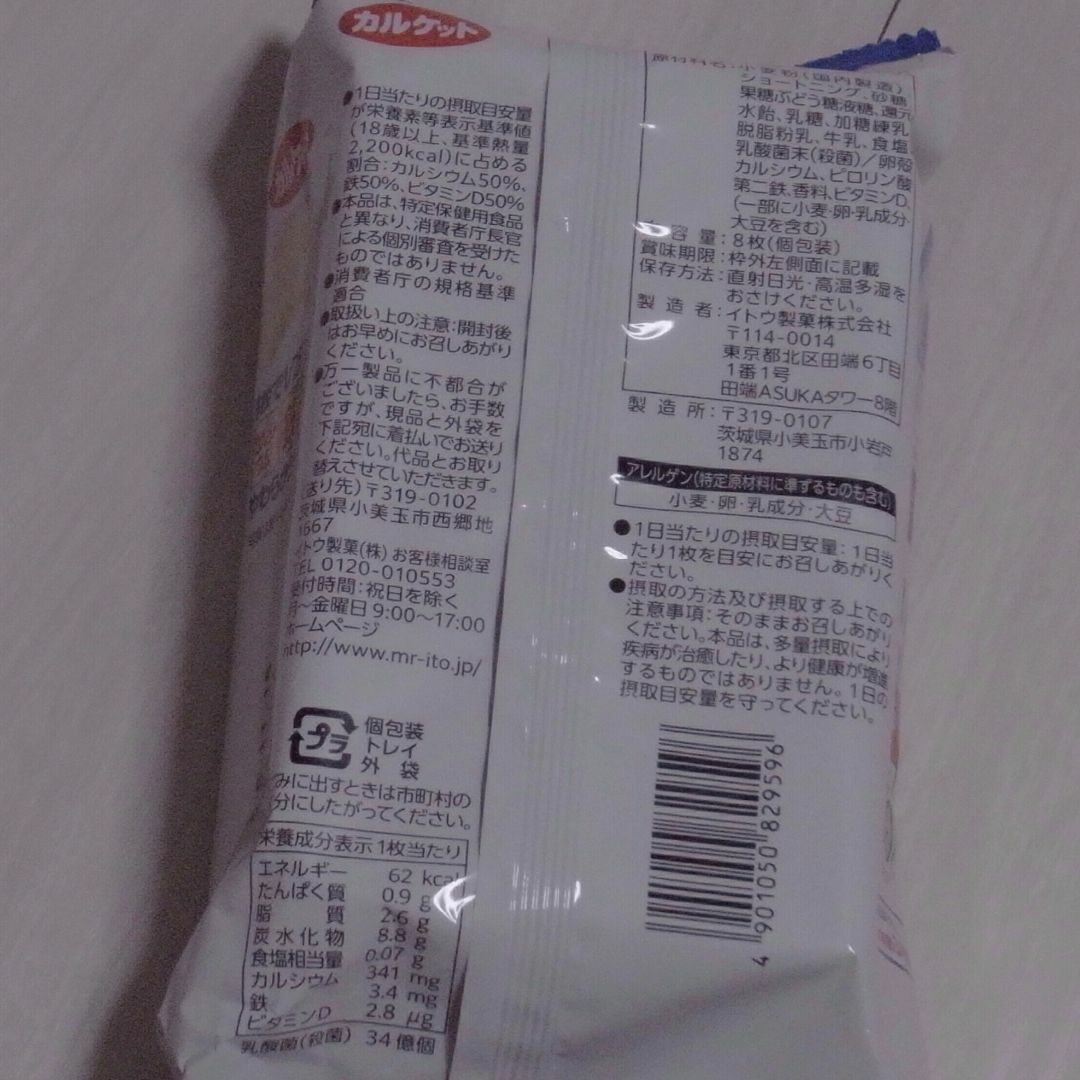 カルケット
●1日当たりの摂取目安量
が栄養素等表示基準値
(18歳以上、基準熱量
2,200kcal)に占める
割合:カルシウム50%、
鉄50%、ビタミンD50%
●本品は、特定保健用食品
と異なり、消費者庁長官
による個別審査を受けた
ものではありません。
●消費者庁の規格基準
適合
●取扱い上の注意:開封後
はお早めにお召しあがり
ください。
●万一製品に不都合が
ございましたら、お手数
ですが、現品と外袋を
下記宛に着払いでお送り
ください。代品とお取り
替えさせていただきます。
送り先)〒319-0102
茨城県小美玉市西郷地
1667
イトウ製菓(株) お客様相談室
TEL 0120-010553
受付時間:祝日を除く
月〜金曜日 9:00〜17:00
ホームページ
http://www.mr-ito.jp/
プラ
個包装
トレイ
外 袋
みに出すときは市町村の
分にしたがってください。
栄養成分表示 1枚当たり
エネルギー 62 kcal
たんぱく質 0.9 g
脂質 2.6 g
炭水化物 8.8 g
食塩相当量 0.07 g
カルシウム 341 mg
鉄 3.4 mg
ビタミンD 2.8 μg
乳酸菌(殺菌) 34億個
原材料名:小麦粉(国内製造)
ショートニング、砂糖
果糖ぶどう糖液糖、還元
水飴、乳糖、加糖練乳
脱脂粉乳、牛乳、食塩
乳酸菌末(殺菌)/卵殻
カルシウム、ピロリン酸
第二鉄、香料、ビタミンD、
(一部に小麦・卵・乳成分・
大豆を含む)
内容量:8枚(個包装)
賞味期限:枠外左側面に記載
保存方法:直射日光・高温多湿を
おさけください。
製造者:イトウ製菓株式会社
〒114-0014
東京都北区田端6丁目
1番1号
田端ASUKAタワー8階
製造所:〒319-0107
茨城県小美玉市小岩戸
1874
アレルゲン(特定原材料に準ずるものも含む)
小麦・卵・乳成分・大豆
●1日当たりの摂取目安量:1日当
たり1枚を目安にお召しあがりく
ださい。
●摂取の方法及び摂取する上での
注意事項:そのままお召しあがり
ください。本品は、多量摂取により
疾病が治癒したり、より健康が増進
するものではありません。1日の
摂取目安量を守ってください。
4 901050 829596